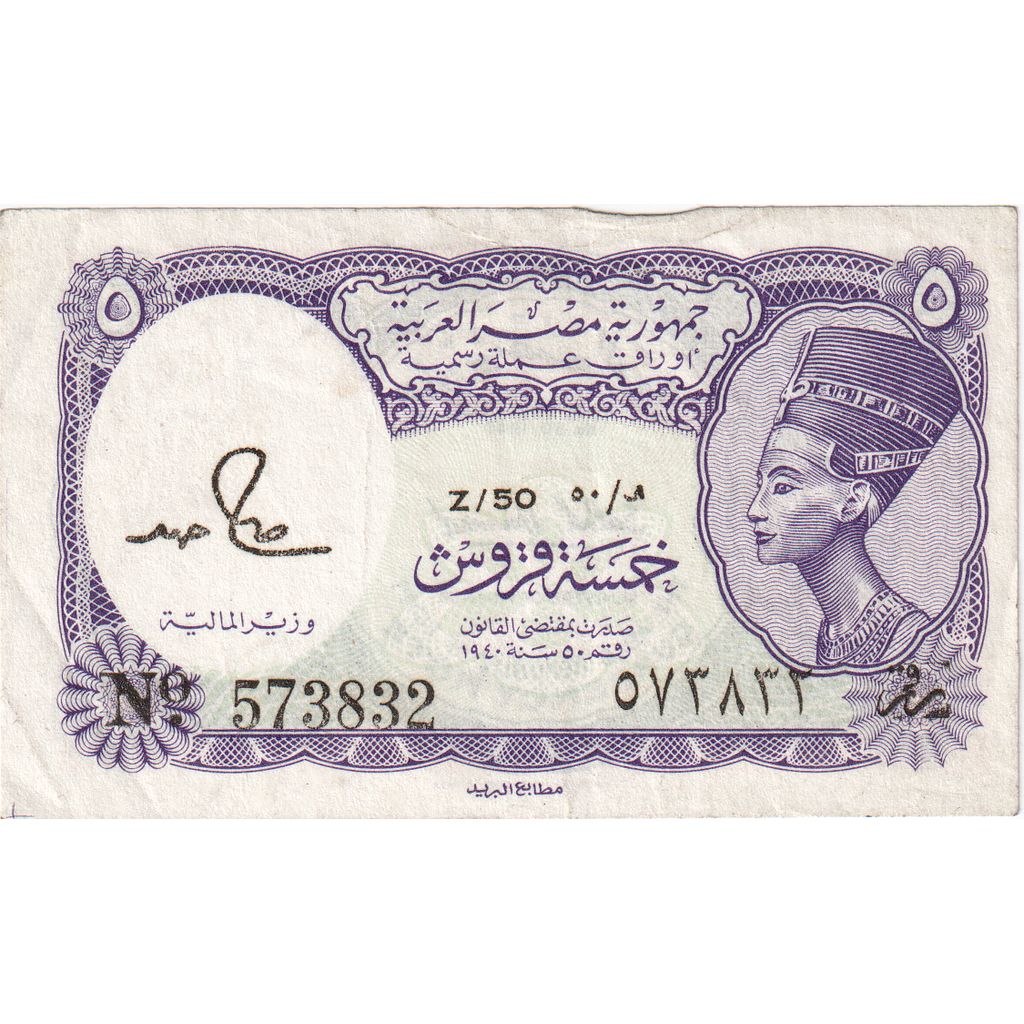 ٥ ٥
جمهورية مصر العربية
أوراق عملة رسمية
Z/50 ٥٠/
خمسة قروش
صدرت بمقتضى القانون
رقم ٥٠ سنة ١٩٤٠
وزير المالية
Nº 573832
٥٧٣٨٣٢
مطابع البريد